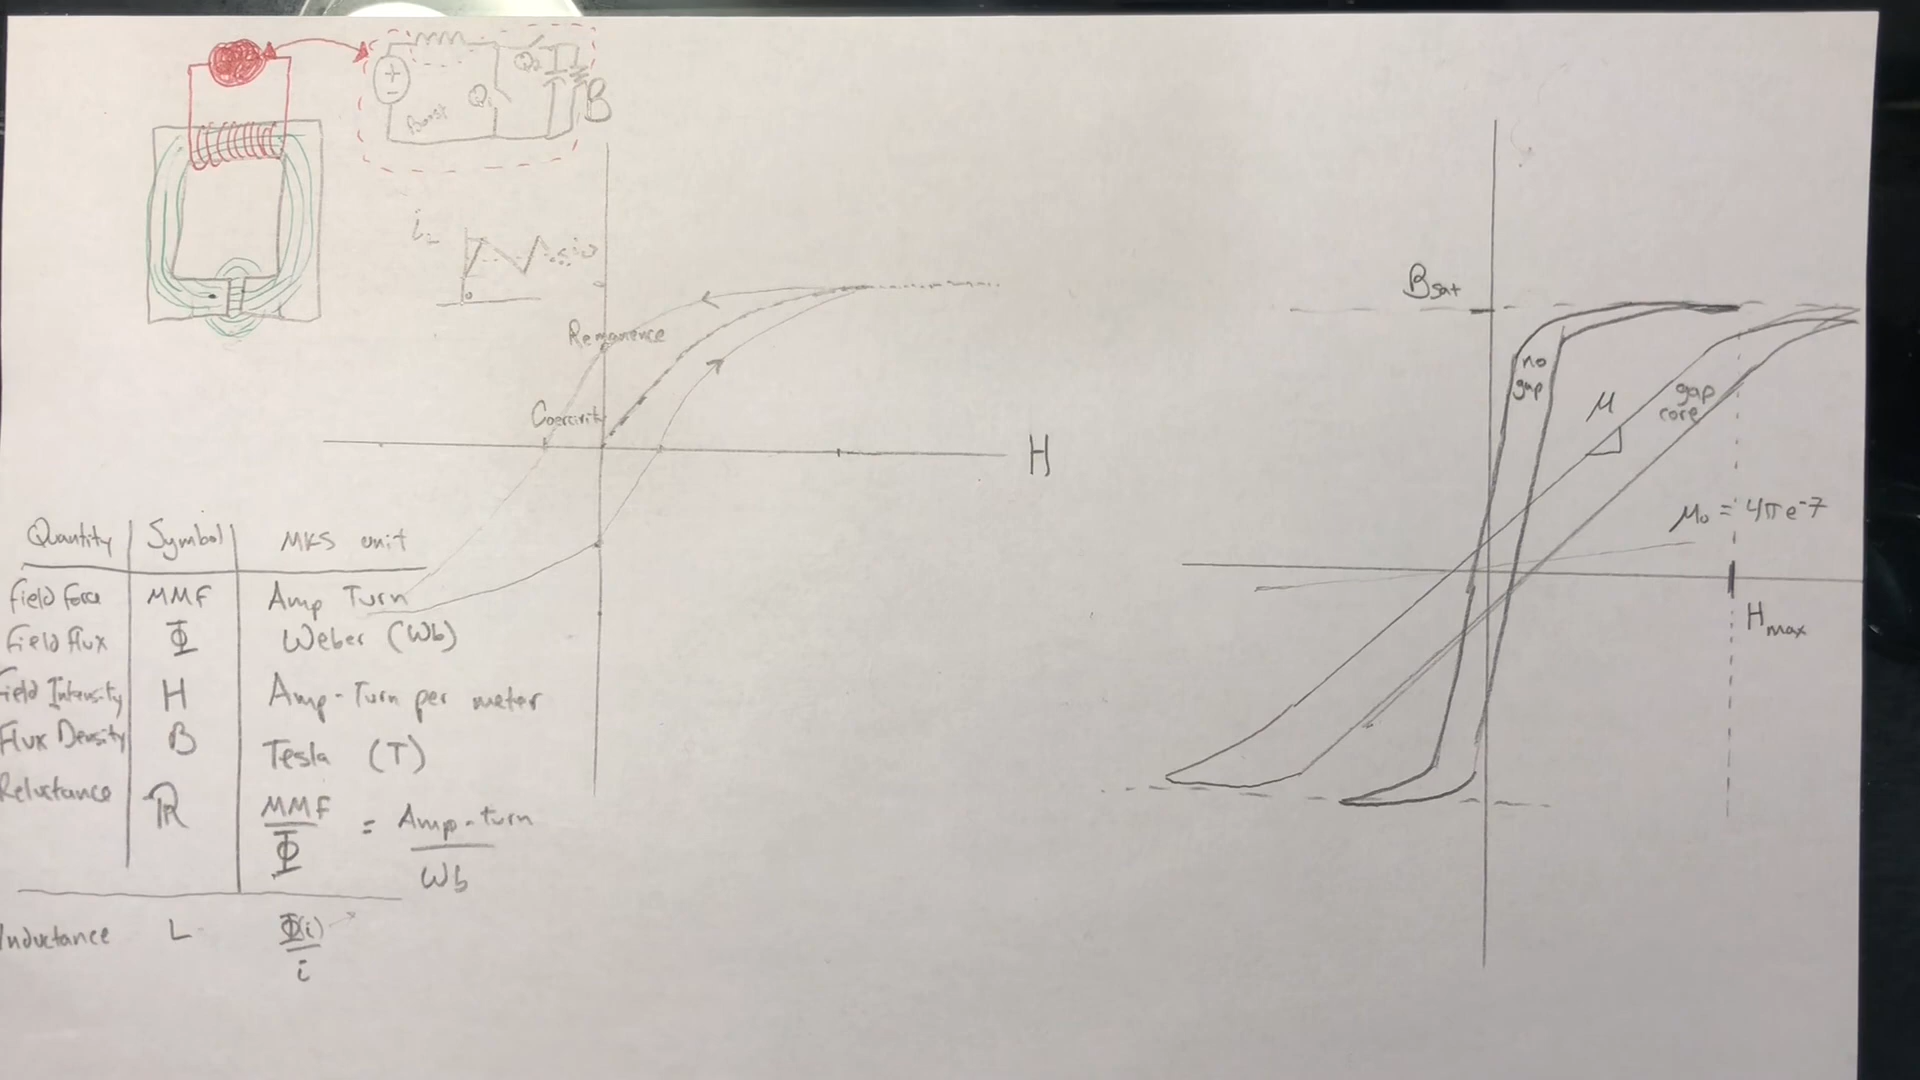 Boost
Q1
Q2
B
iL
0
Remanence
Coercivity
H
Quantity Symbol MKS unit
Field Force MMF Amp Turn
Field Flux Φ Weber (Wb)
Field Intensity H Amp-Turn per meter
Flux Density B Tesla (T)
Reluctance R MMF/Φ = Amp-turn/Wb
Inductance L Φ(i)/i
Bsat
no
gap
μ
gap
core
μ₀ = 4πe⁻⁷
Hmax